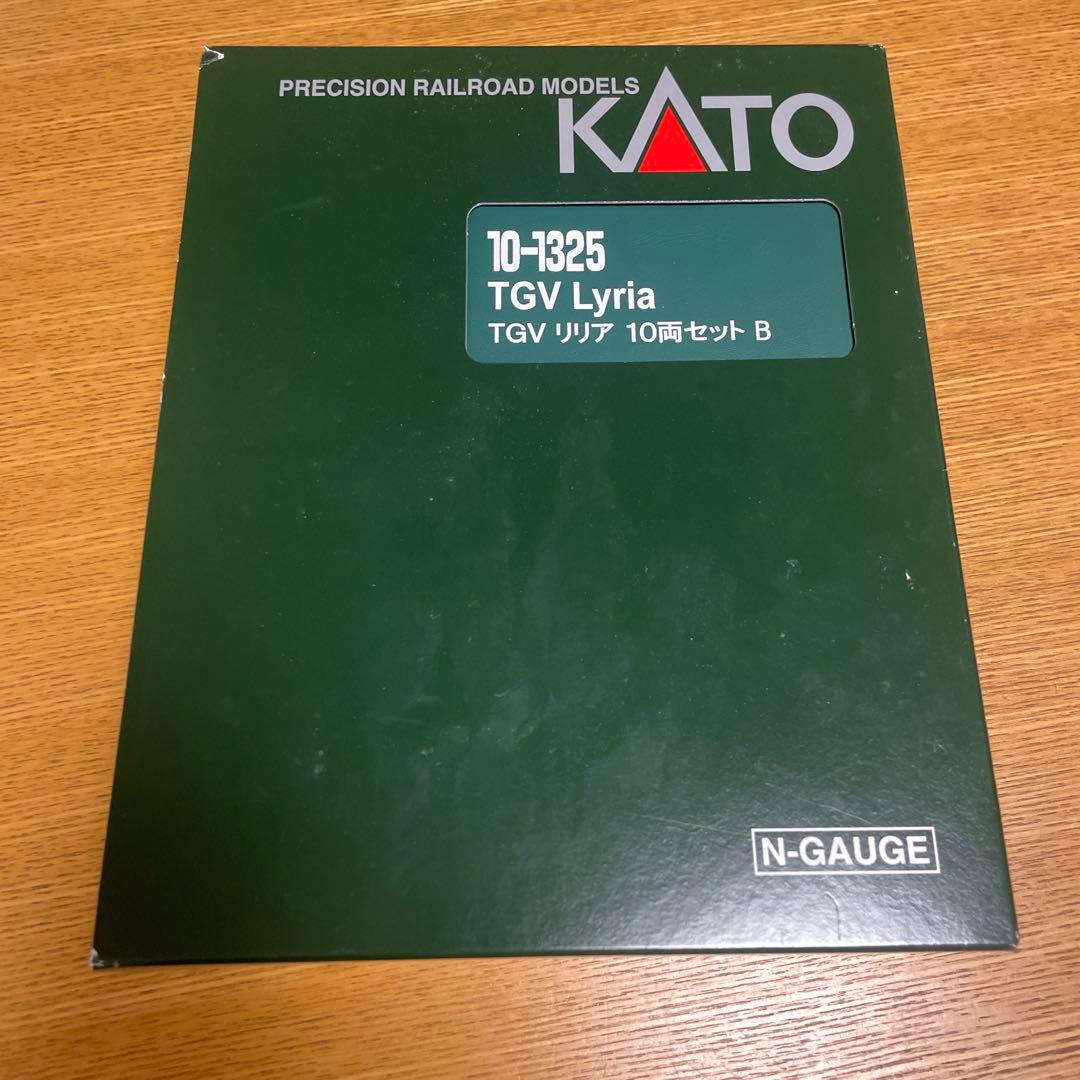 PRECISION RAILROAD MODELS
KATO
10-1325
TGV Lyria
TGV リリア 10両セット B
N-GAUGE